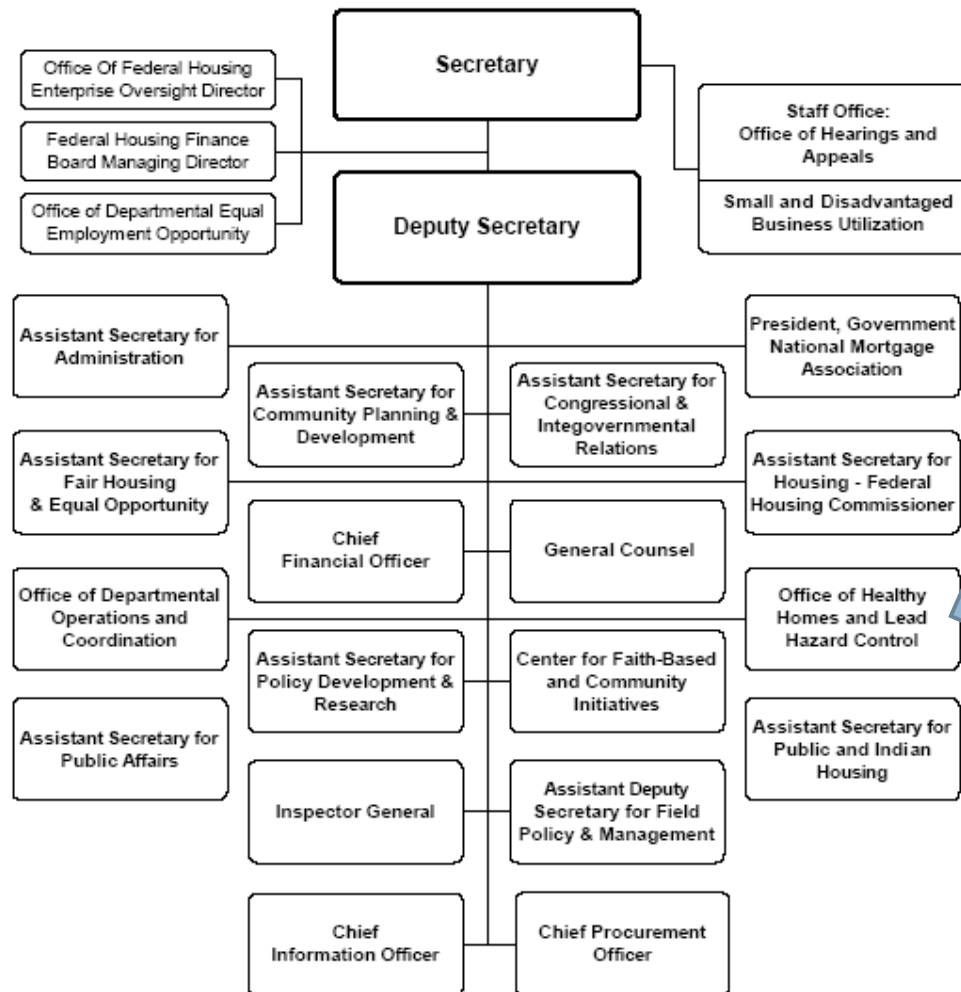 Secretary
Office Of Federal Housing
Enterprise Oversight Director
Federal Housing Finance
Board Managing Director
Office of Departmental Equal
Employment Opportunity
Staff Office:
Office of Hearings and
Appeals
Small and Disadvantaged
Business Utilization
Deputy Secretary
Assistant Secretary for
Administration
President, Government
National Mortgage
Association
Assistant Secretary for
Community Planning &
Development
Assistant Secretary for
Congressional &
Integovernmental
Relations
Assistant Secretary for
Fair Housing
& Equal Opportunity
Assistant Secretary for
Housing - Federal
Housing Commissioner
Chief
Financial Officer
General Counsel
Office of Departmental
Operations and
Coordination
Office of Healthy
Homes and Lead
Hazard Control
Assistant Secretary for
Policy Development &
Research
Center for Faith-Based
and Community
Initiatives
Assistant Secretary for
Public Affairs
Assistant Secretary for
Public and Indian
Housing
Inspector General
Assistant Deputy
Secretary for Field
Policy & Management
Chief
Information Officer
Chief Procurement
Officer